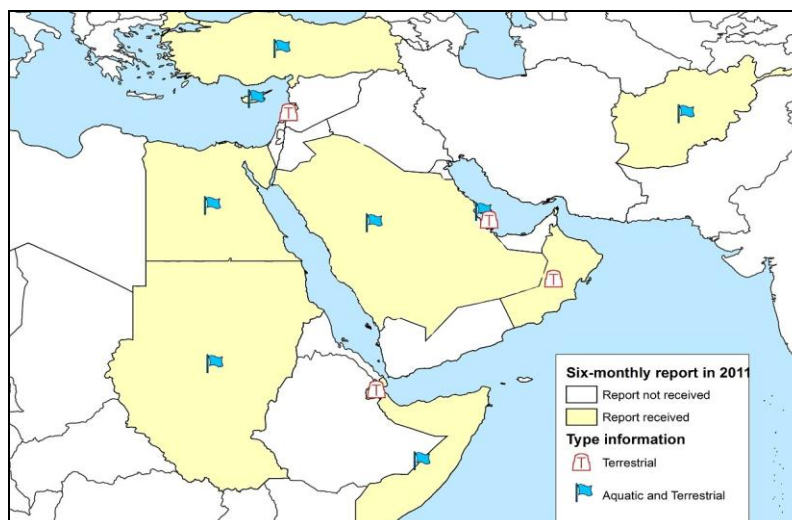 T
T
T
T
Six-monthly report in 2011
Report not received
Report received
Type information
T Terrestrial
Aquatic and Terrestrial